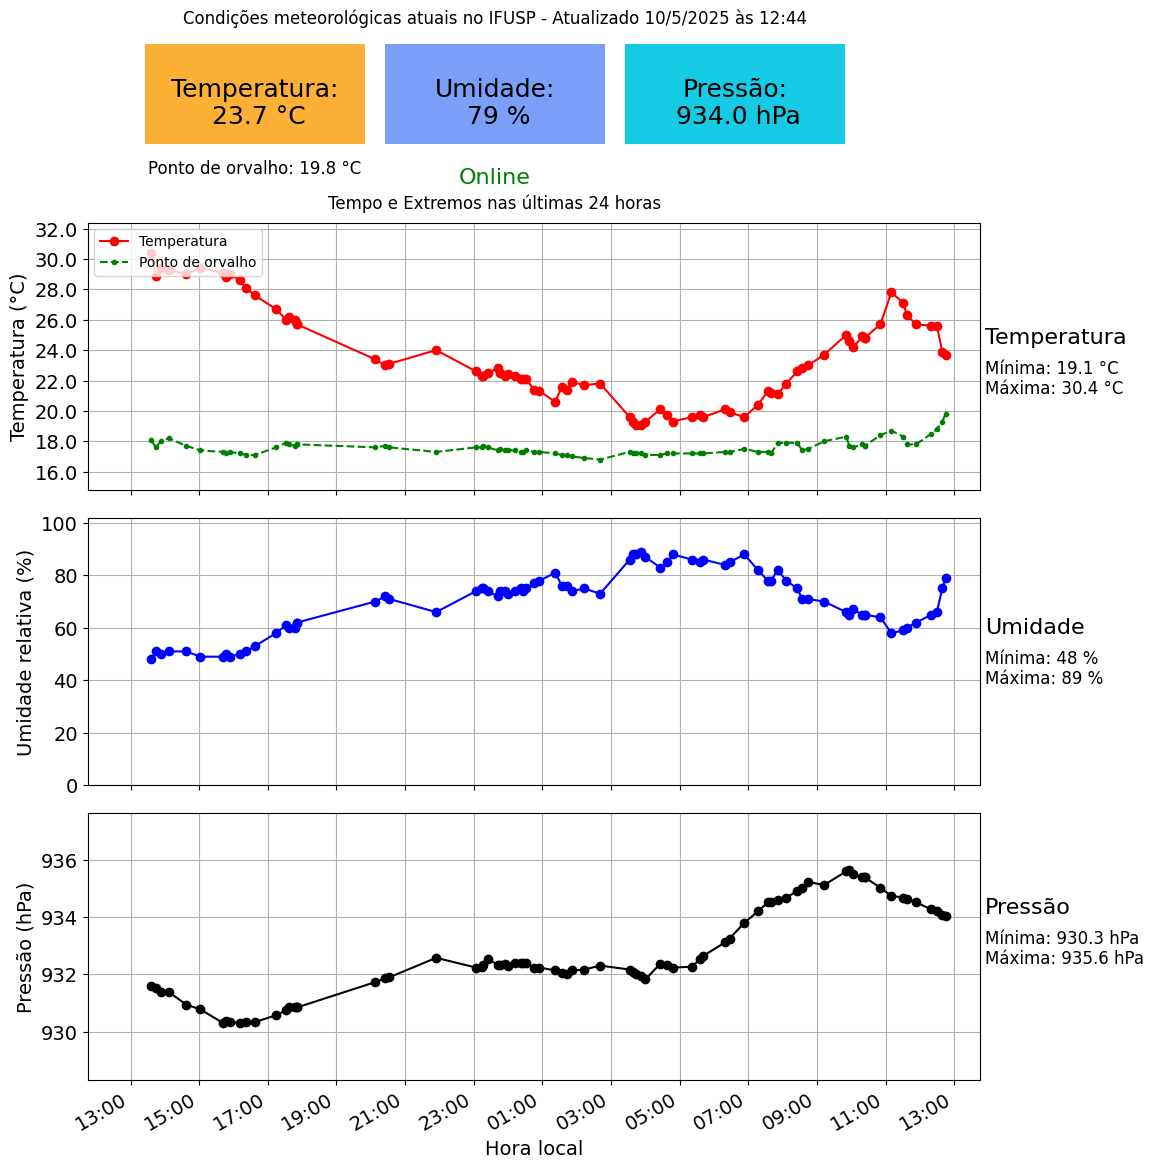 Condições meteorológicas atuais no IFUSP - Atualizado 10/5/2025 às 12:44
Temperatura:
23.7 °C
Umidade:
79 %
Pressão:
934.0 hPa
Ponto de orvalho: 19.8 °C
Online
Tempo e Extremos nas últimas 24 horas
Temperatura (°C)
32.0
30.0
28.0
26.0
24.0
22.0
20.0
18.0
16.0
Temperatura
Ponto de orvalho
Temperatura
Mínima: 19.1 °C
Máxima: 30.4 °C
Umidade relativa (%)
100
80
60
40
20
0
Umidade
Mínima: 48 %
Máxima: 89 %
Pressão (hPa)
936
934
932
930
Pressão
Mínima: 930.3 hPa
Máxima: 935.6 hPa
13:00 15:00 17:00 19:00 21:00 23:00 01:00 03:00 05:00 07:00 09:00 11:00 13:00
Hora local